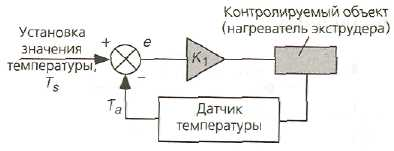 Контролируемый объект
(нагреватель экструдера)
Установка
значения
температуры,
Ts
+
e
K1
−
Ta
Датчик
температуры